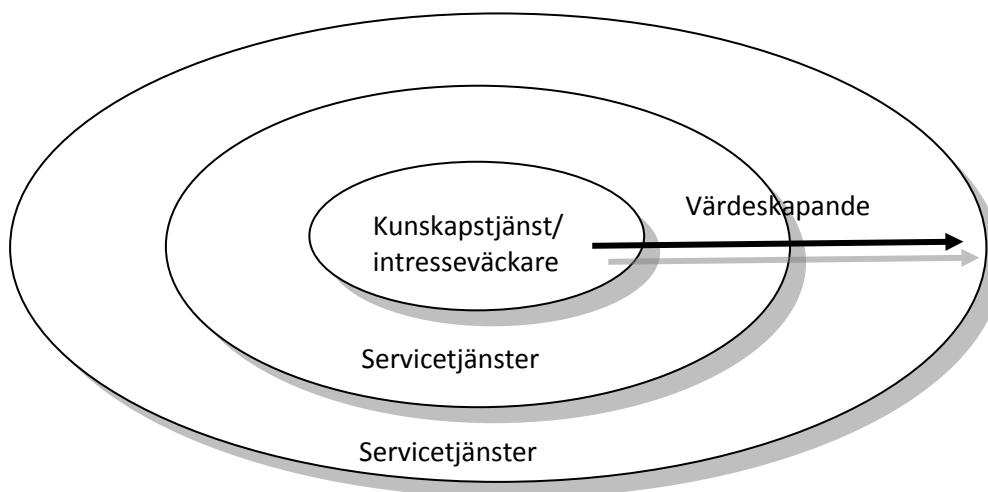 Värdeskapande
Kunskapstjänst/
intresseväckare
Servicetjänster
Servicetjänster